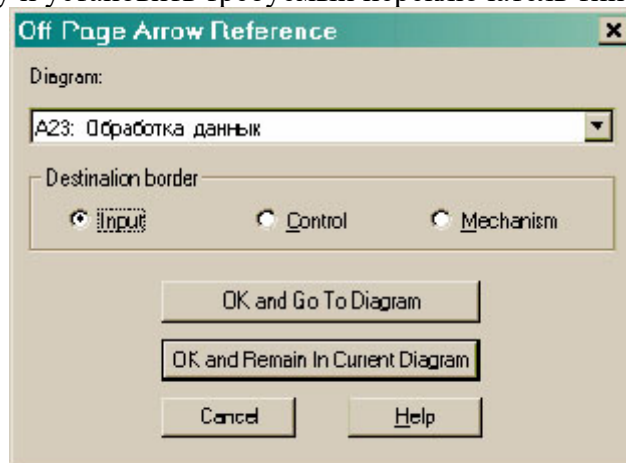 Off Page Arrow Reference
Diagram:
A23: Обработка данных
Destination border
Input Control Mechanism
OK and Go To Diagram
OK and Remain In Current Diagram
Cancel Help